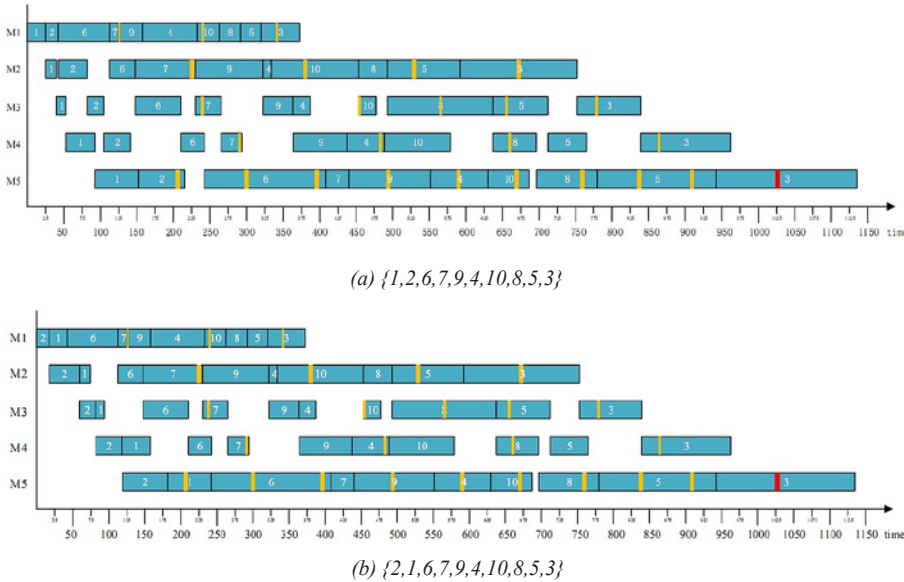 M1 1 2 6 7 9 4 10 8 5 3
M2 1 2 6 7 9 4 10 8 5 3
M3 1 2 6 7 9 4 10 8 5 3
M4 1 2 6 7 9 4 10 8 5 3
M5 1 2 6 7 9 4 10 8 5 3
50 100 150 200 250 300 350 400 450 500 550 600 650 700 750 800 850 900 950 1000 1050 1100 1150 time
(a) {1,2,6,7,9,4,10,8,5,3}
M1 2 1 6 7 9 4 10 8 5 3
M2 2 1 6 7 9 4 10 8 5 3
M3 2 1 6 7 9 4 10 8 5 3
M4 2 1 6 7 9 4 10 8 5 3
M5 2 1 6 7 9 4 10 8 5 3
50 100 150 200 250 300 350 400 450 500 550 600 650 700 750 800 850 900 950 1000 1050 1100 1150 time
(b) {2,1,6,7,9,4,10,8,5,3}